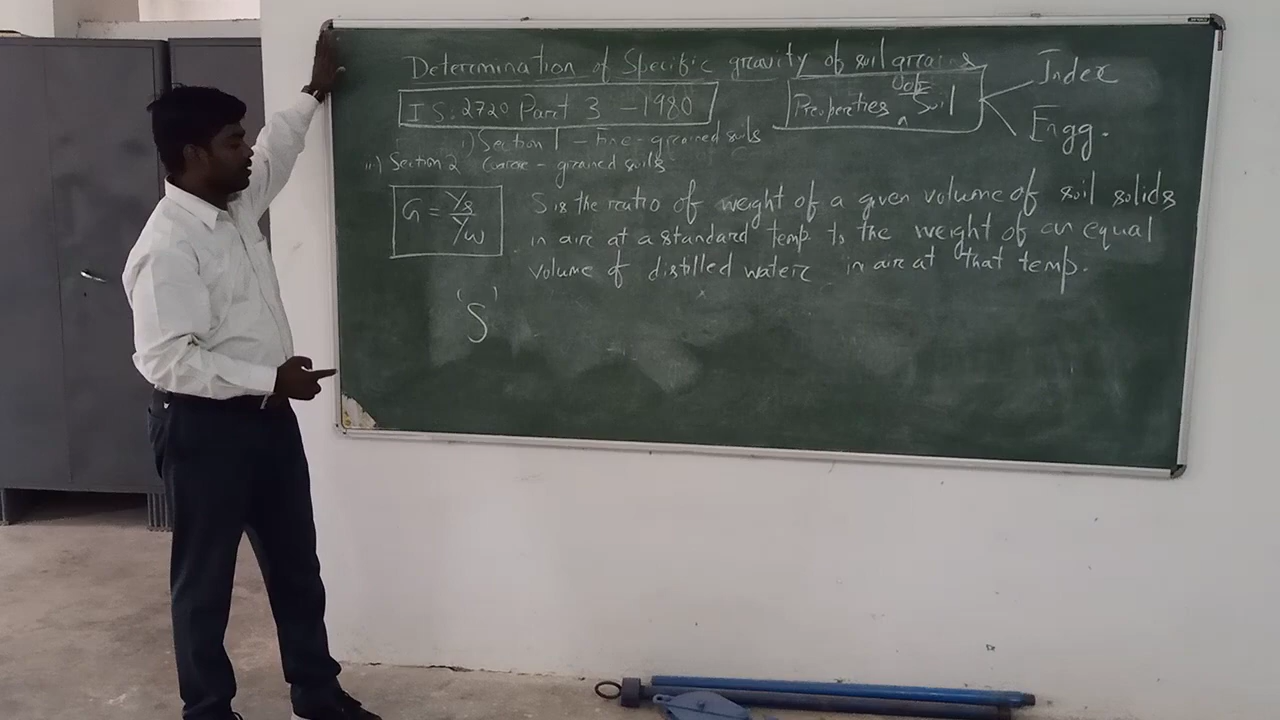 Determination of Specific gravity of soil grains
IS: 2720 Part 3 - 1980
Properties of Soil
Index
Engg.
i) Section 1 - Fine-grained soils
ii) Section 2 Coarse-grained soils
G = γs/γw
S is the ratio of weight of a given volume of soil solids
in air at a standard temp. to the weight of an equal
volume of distilled water in air at that temp.
'S'